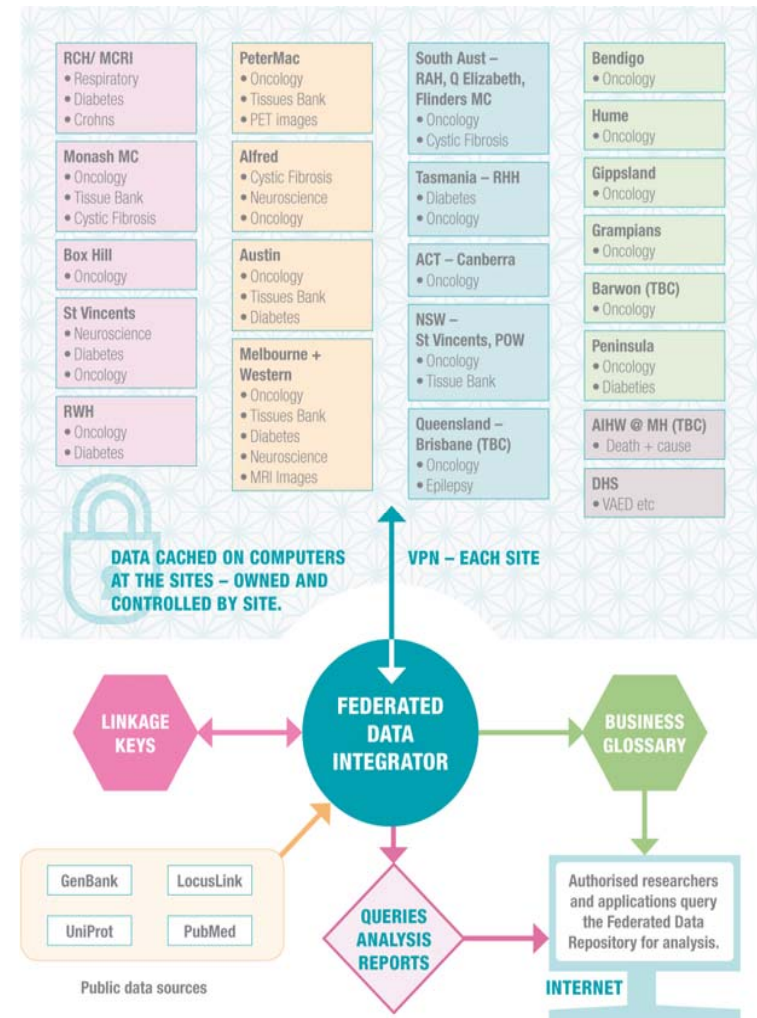 RCH/ MCRI
• Respiratory
• Diabetes
• Crohns
Monash MC
• Oncology
• Tissue Bank
• Cystic Fibrosis
Box Hill
• Oncology
St Vincents
• Neuroscience
• Diabetes
• Oncology
RWH
• Oncology
• Diabetes
PeterMac
• Oncology
• Tissues Bank
• PET images
Alfred
• Cystic Fibrosis
• Neuroscience
• Oncology
Austin
• Oncology
• Tissues Bank
• Diabetes
Melbourne +
Western
• Oncology
• Tissues Bank
• Diabetes
• Neuroscience
• MRI Images
South Aust –
RAH, Q Elizabeth,
Flinders MC
• Oncology
• Cystic Fibrosis
Tasmania – RHH
• Diabetes
• Oncology
ACT – Canberra
• Oncology
NSW –
St Vincents, POW
• Oncology
• Tissue Bank
Queensland –
Brisbane (TBC)
• Oncology
• Epilepsy
Bendigo
• Oncology
Hume
• Oncology
Gippsland
• Oncology
Grampians
• Oncology
Barwon (TBC)
• Oncology
Peninsula
• Oncology
• Diabeties
AIHW @ MH (TBC)
• Death + cause
DHS
• VAED etc
DATA CACHED ON COMPUTERS
AT THE SITES – OWNED AND
CONTROLLED BY SITE.
VPN – EACH SITE
LINKAGE
KEYS
FEDERATED
DATA
INTEGRATOR
BUSINESS
GLOSSARY
GenBank
LocusLink
UniProt
PubMed
Public data sources
QUERIES
ANALYSIS
REPORTS
Authorised researchers
and applications query
the Federated Data
Repository for analysis.
INTERNET